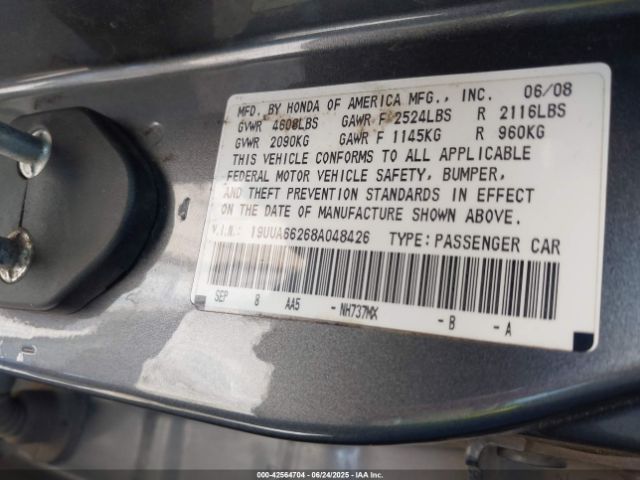 MFD. BY HONDA OF AMERICA MFG., INC. 06/08
GVWR 4608LBS GAWR F 2524LBS R 2116LBS
GVWR 2090KG GAWR F 1145KG R 960KG
THIS VEHICLE CONFORMS TO ALL APPLICABLE
FEDERAL MOTOR VEHICLE SAFETY, BUMPER,
AND THEFT PREVENTION STANDARDS IN EFFECT
ON THE DATE OF MANUFACTURE SHOWN ABOVE.
V.I.N.: 19UUA66268A048426 TYPE: PASSENGER CAR
SEP 8 AA5 -NH737MX -B -A
000-42564704 - 06/24/2025 - IAA Inc.